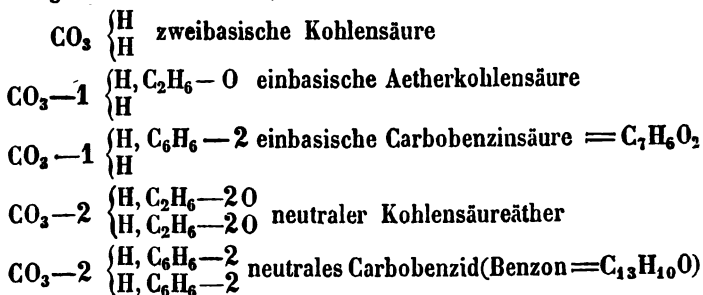 CO₃ {H
{H zweibasische Kohlensäure
CO₃—1 {H, C₂H₆—O einbasische Aetherkohlensäure
{H
CO₃—1 {H, C₆H₆—2 einbasische Carbobenzinsäure =C₇H₆O₂
{H
CO₃—2 {H, C₂H₆—2O
{H, C₂H₆—2O neutraler Kohlensäureäther
CO₃—2 {H, C₆H₆—2
{H, C₆H₆—2 neutrales Carbobenzid(Benzon=C₁₃H₁₀O)